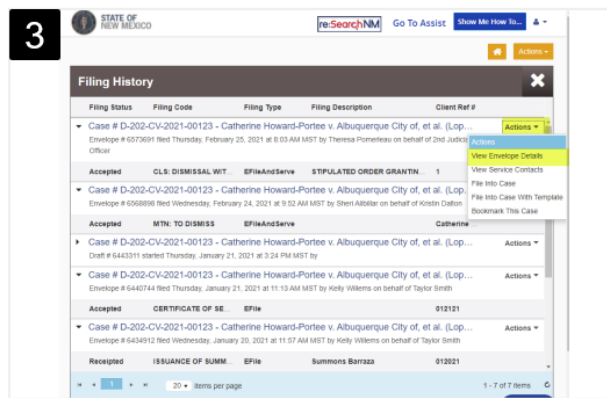 3
STATE OF
NEW MEXICO
re:SearchNM Go To Assist Show Me How To...
Actions
Filing History
Filing Status Filing Code Filing Type Filing Description Client Ref #
Case # D-202-CV-2021-00123 - Catherine Howard-Portee v. Albuquerque City of, et al. (Lop... Actions
Envelope # 6573691 filed Thursday, February 25, 2021 at 8:03 AM MST by Theresa Pomerleau on behalf of 2nd Judicial
Officer
Actions
View Envelope Details
View Service Contacts
File Into Case
File Into Case With Template
Bookmark This Case
Accepted CLS: DISMISSAL WIT... EFileAndServe STIPULATED ORDER GRANTIN... 1
Case # D-202-CV-2021-00123 - Catherine Howard-Portee v. Albuquerque City of, et al. (Lop...
Envelope # 6568898 filed Wednesday, February 24, 2021 at 9:52 AM MST by Sheri on behalf of Kristin Dalton
Accepted MTN: TO DISMISS EFileAndServe Catherine
Case # D-202-CV-2021-00123 - Catherine Howard-Portee v. Albuquerque City of, et al. (Lop... Actions
Draft # 6443311 started Thursday, January 21, 2021 at 3:24 PM MST by
Case # D-202-CV-2021-00123 - Catherine Howard-Portee v. Albuquerque City of, et al. (Lop... Actions
Envelope # 6440744 filed Thursday, January 21, 2021 at 11:13 AM MST by Kelly Willems on behalf of Taylor Smith
Accepted CERTIFICATE OF SE... EFile 012121
Case # D-202-CV-2021-00123 - Catherine Howard-Portee v. Albuquerque City of, et al. (Lop... Actions
Envelope # 6434912 filed Wednesday, January 20, 2021 at 11:57 AM MST by Kelly Willems on behalf of Taylor Smith
Receipted ISSUANCE OF SUMM... EFile Summons Barraza 012021
1 20 items per page 1 - 7 of 7 items